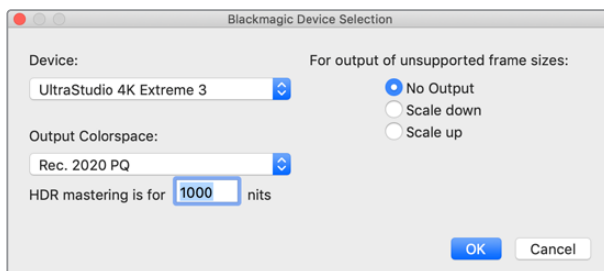 Blackmagic Device Selection
Device:
UltraStudio 4K Extreme 3
Output Colorspace:
Rec. 2020 PQ
HDR mastering is for 1000 nits
For output of unsupported frame sizes:
No Output
Scale down
Scale up
OK
Cancel